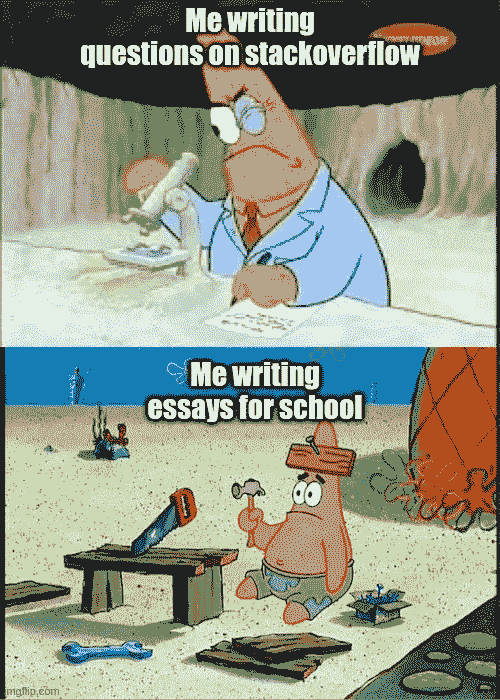 Me writing
questions on stackoverflow
Me writing
essays for school
imgflip.com